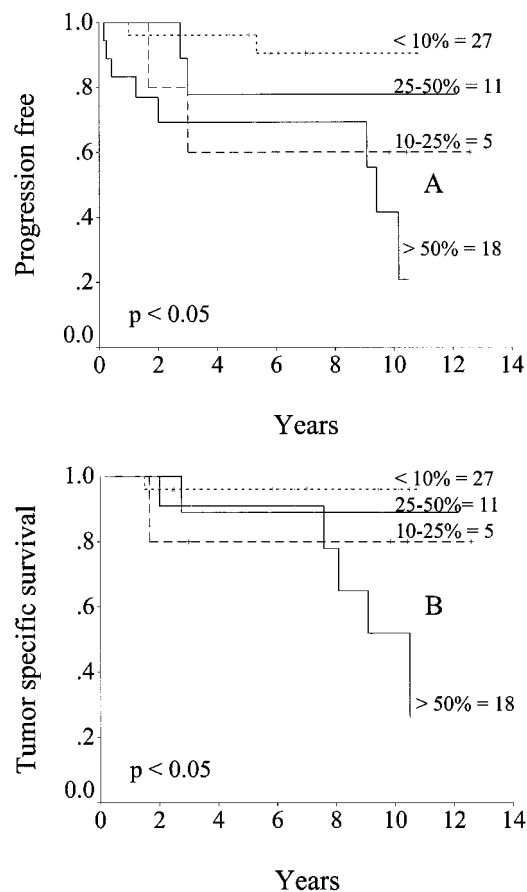 1.0
.8
.6
.4
.2
0.0
Progression free
< 10% = 27
25-50% = 11
10-25% = 5
A
> 50% = 18
p < 0.05
0 2 4 6 8 10 12 14
Years
1.0
.8
.6
.4
.2
0.0
Tumor specific survival
< 10% = 27
25-50% = 11
10-25% = 5
B
> 50% = 18
p < 0.05
0 2 4 6 8 10 12 14
Years